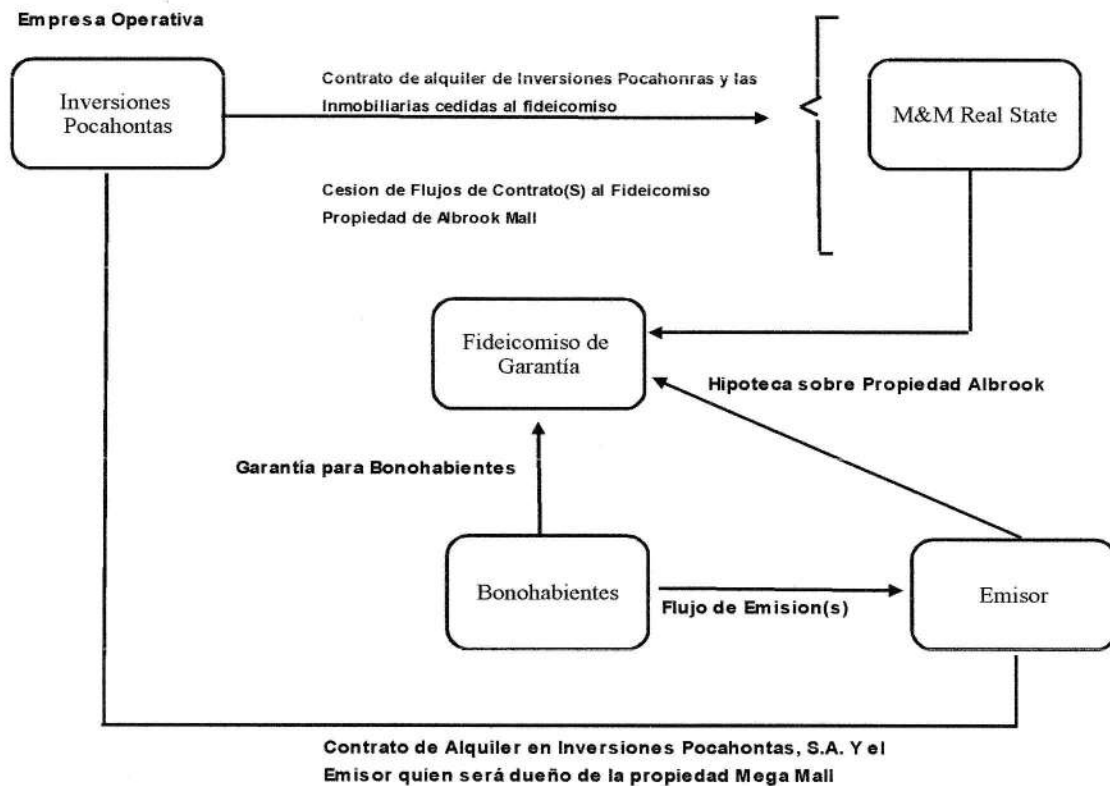 Empresa Operativa
Inversiones
Pocahontas
Contrato de alquiler de Inversiones Pocahonras y las
Inmobiliarias cedidas al fideicomiso
M&M Real State
Cesion de Flujos de Contrato(S) al Fideicomiso
Propiedad de Albrook Mall
Fideicomiso de
Garantía
Hipoteca sobre Propiedad Albrook
Garantía para Bonohabientes
Bonohabientes
Flujo de Emision(s)
Emisor
Contrato de Alquiler en Inversiones Pocahontas, S.A. Y el
Emisor quien será dueño de la propiedad Mega Mall